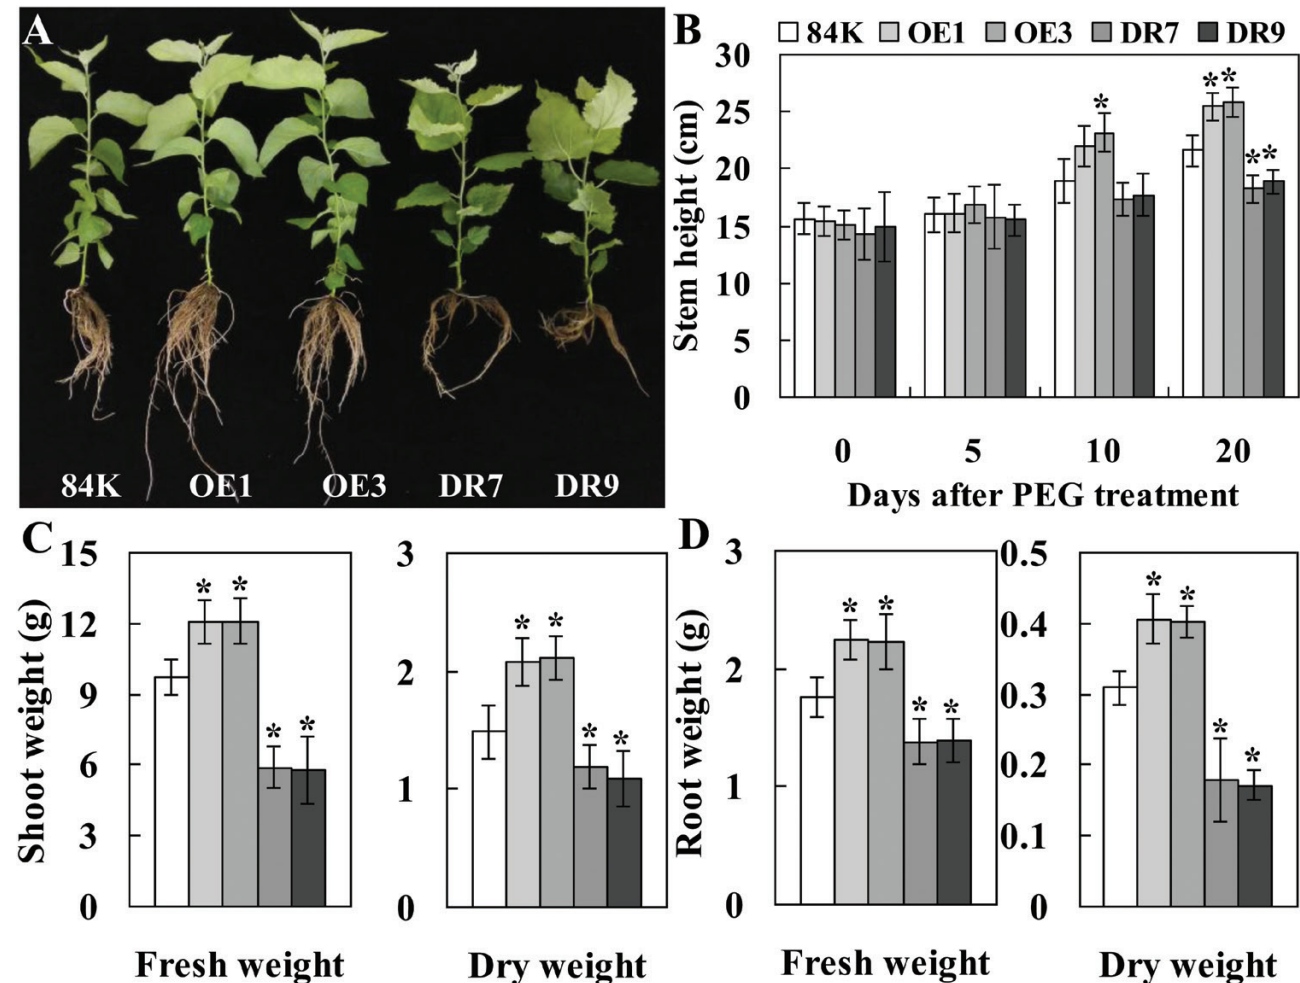 A
84K OE1 OE3 DR7 DR9
B
84K OE1 OE3 DR7 DR9
Stem height (cm)
30
25
20
15
10
5
0
* * * * *
0 5 10 20
Days after PEG treatment
C
Shoot weight (g)
15
12
9
6
3
0
* * * *
Fresh weight
3
2
1
0
* * * *
Dry weight
D
Root weight (g)
3
2
1
0
* * * *
Fresh weight
0.5
0.4
0.3
0.2
0.1
0
* * * *
Dry weight